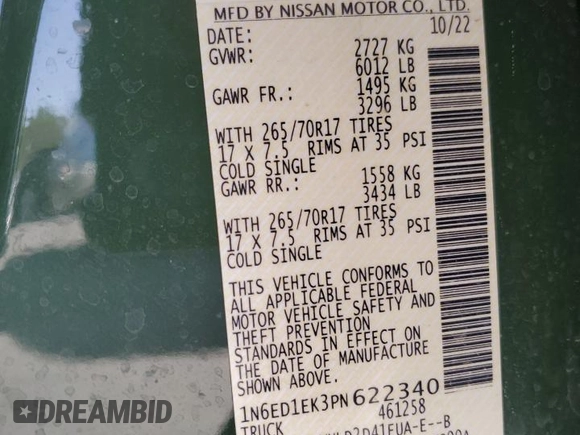 MFD BY NISSAN MOTOR CO., LTD.
DATE: 10/22
GVWR: 2727 KG
6012 LB
GAWR FR.: 1495 KG
3296 LB
WITH 265/70R17 TIRES
17 X 7.5 RIMS AT 35 PSI
COLD SINGLE
GAWR RR.: 1558 KG
3434 LB
WITH 265/70R17 TIRES
17 X 7.5 RIMS AT 35 PSI
COLD SINGLE
THIS VEHICLE CONFORMS TO
ALL APPLICABLE FEDERAL
MOTOR VEHICLE SAFETY AND
THEFT PREVENTION
STANDARDS IN EFFECT ON
THE DATE OF MANUFACTURE
SHOWN ABOVE.
1N6ED1EK3PN622340
TRUCK 461258
AUTOBIDMASTER